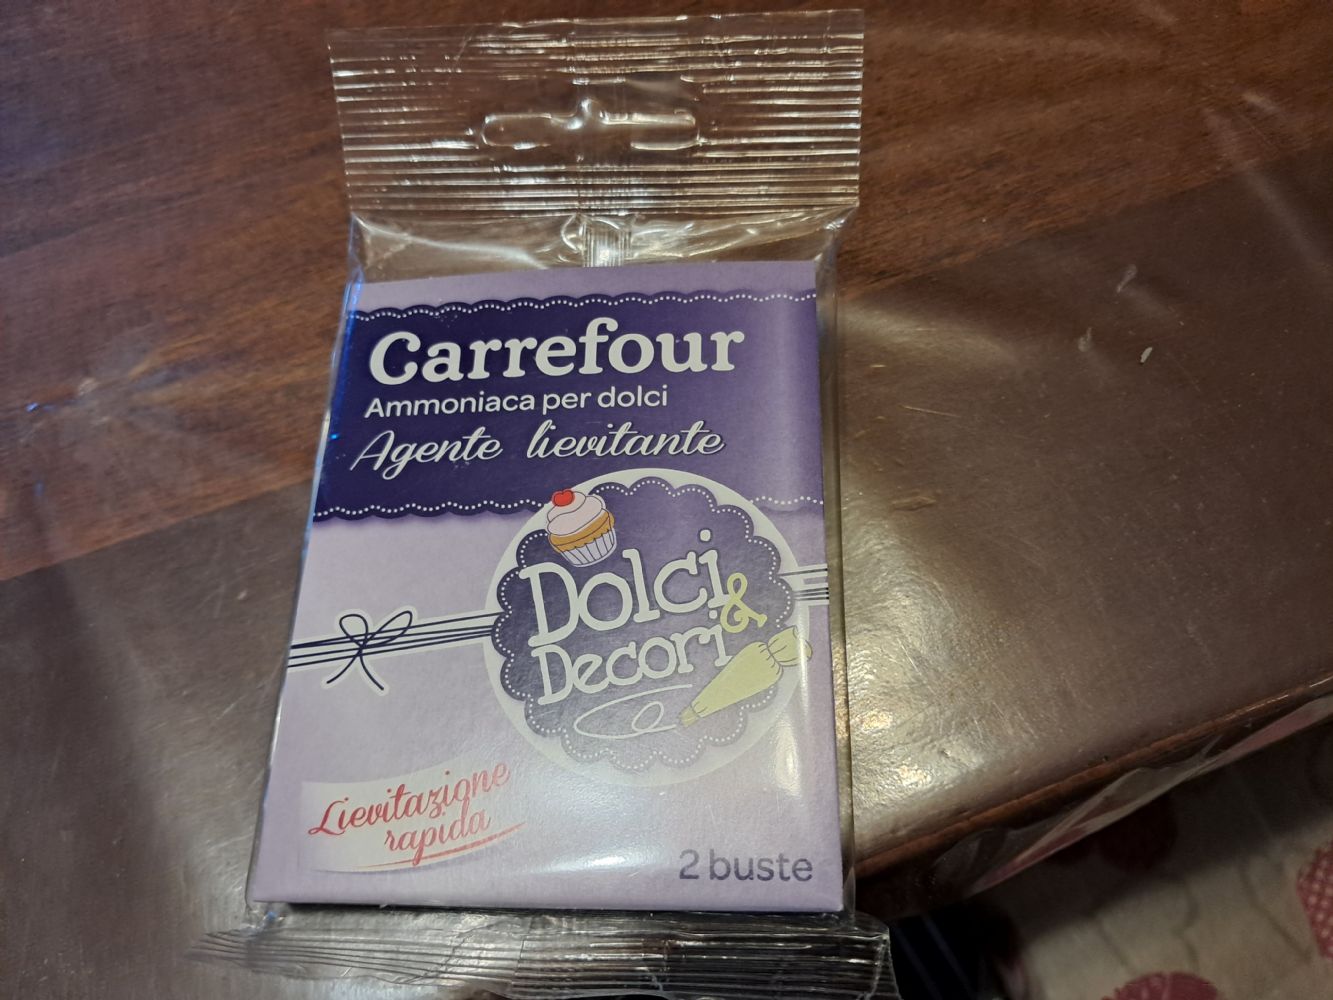 Carrefour
Ammoniaca per dolci
Agente lievitante
Dolci
&
Decori
Lievitazione
rapida
2 buste